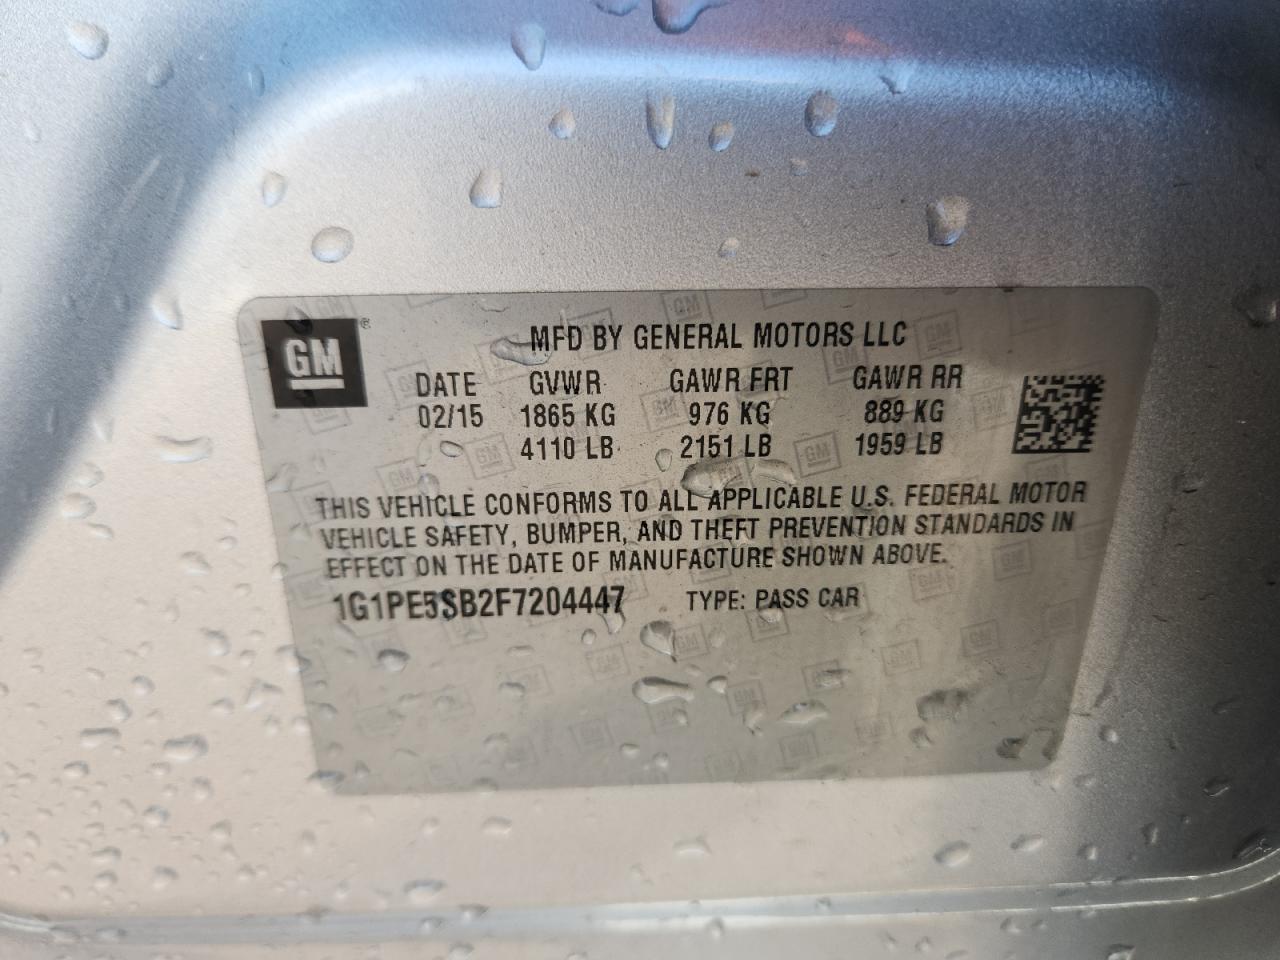 GM ®
MFD BY GENERAL MOTORS LLC
DATE GVWR GAWR FRT GAWR RR
02/15 1865 KG 976 KG 889 KG
4110 LB 2151 LB 1959 LB
THIS VEHICLE CONFORMS TO ALL APPLICABLE U.S. FEDERAL MOTOR
VEHICLE SAFETY, BUMPER, AND THEFT PREVENTION STANDARDS IN
EFFECT ON THE DATE OF MANUFACTURE SHOWN ABOVE.
1G1PE5SB2F7204447 TYPE: PASS CAR